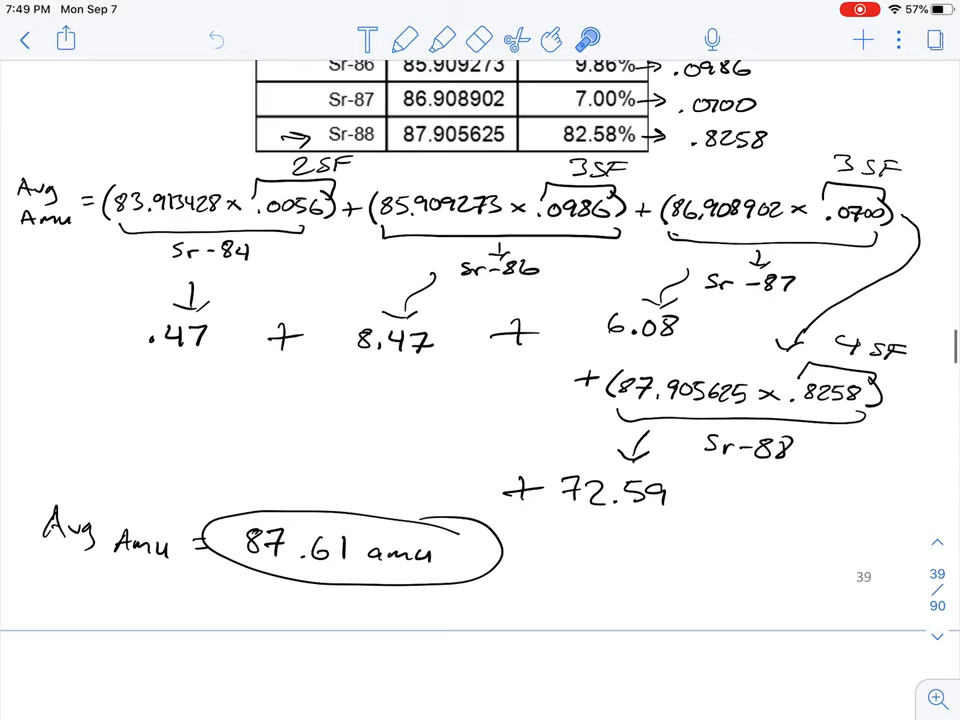 7:49 PM Mon Sep 7
57%
T
Sr-86 85.909273 9.86% → .0986
Sr-87 86.908902 7.00% → .0700
→ Sr-88 87.905625 82.58% → .8258
2SF 3SF 3SF
Avg Amu = (83.913428 × .0056) + (85.909273 × .0986) + (86.908902 × .0700)
Sr-84 Sr-86 Sr-87
.47 + 8.47 + 6.08
4SF
+ (87.905625 × .8258)
Sr-88
+ 72.59
Avg Amu = 87.61 amu
39
39
/
90